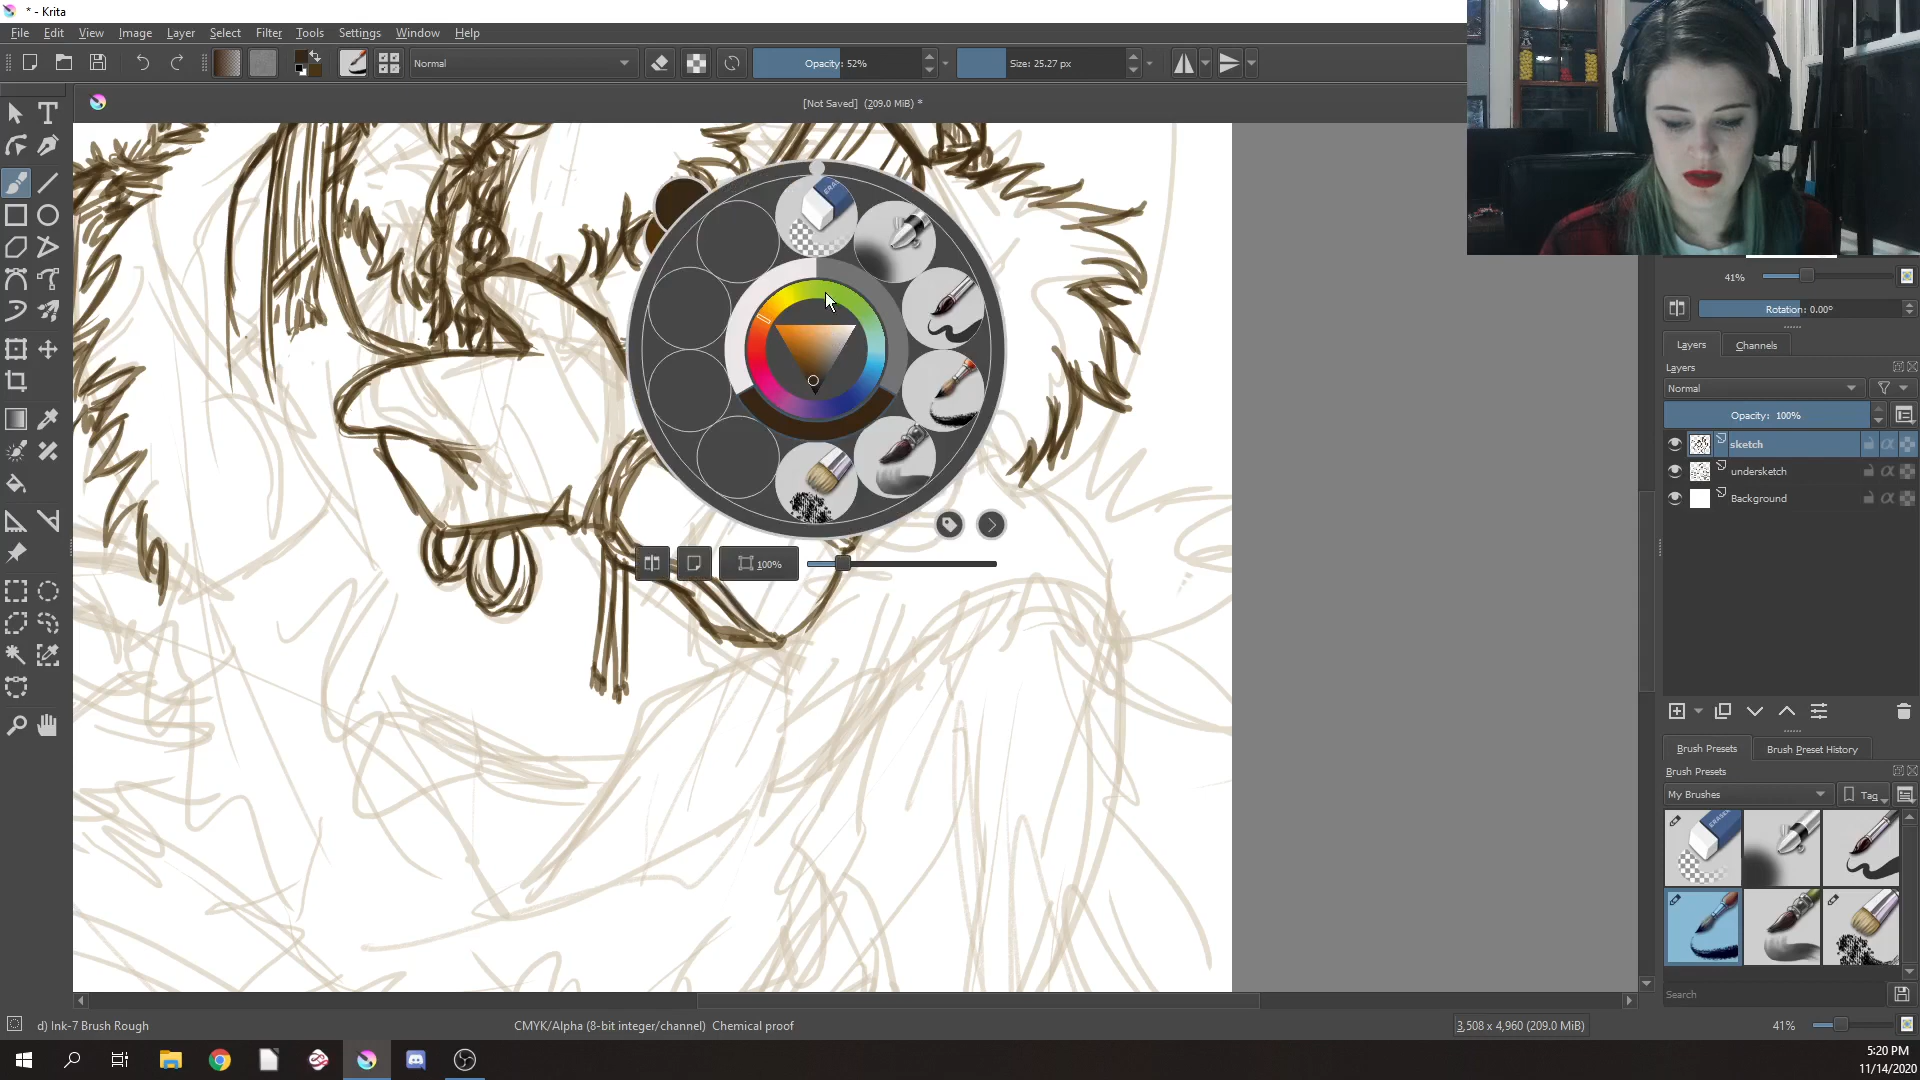 * - Krita
File Edit View Image Layer Select Filter Tools Settings Window Help
Normal
Opacity: 52%
Size: 25.27 px
[Not Saved] (209.0 MiB) *
41%
Rotation: 0.00°
Layers
Channels
Layers
Normal
Opacity: 100%
sketch
undersketch
Background
100%
Brush Presets
Brush Preset History
Brush Presets
My Brushes
Tag
Search
d) Ink-7 Brush Rough
CMYK/Alpha (8-bit integer/channel) Chemical proof
3,508 x 4,960 (209.0 MiB)
41%
5:20 PM
11/14/2020